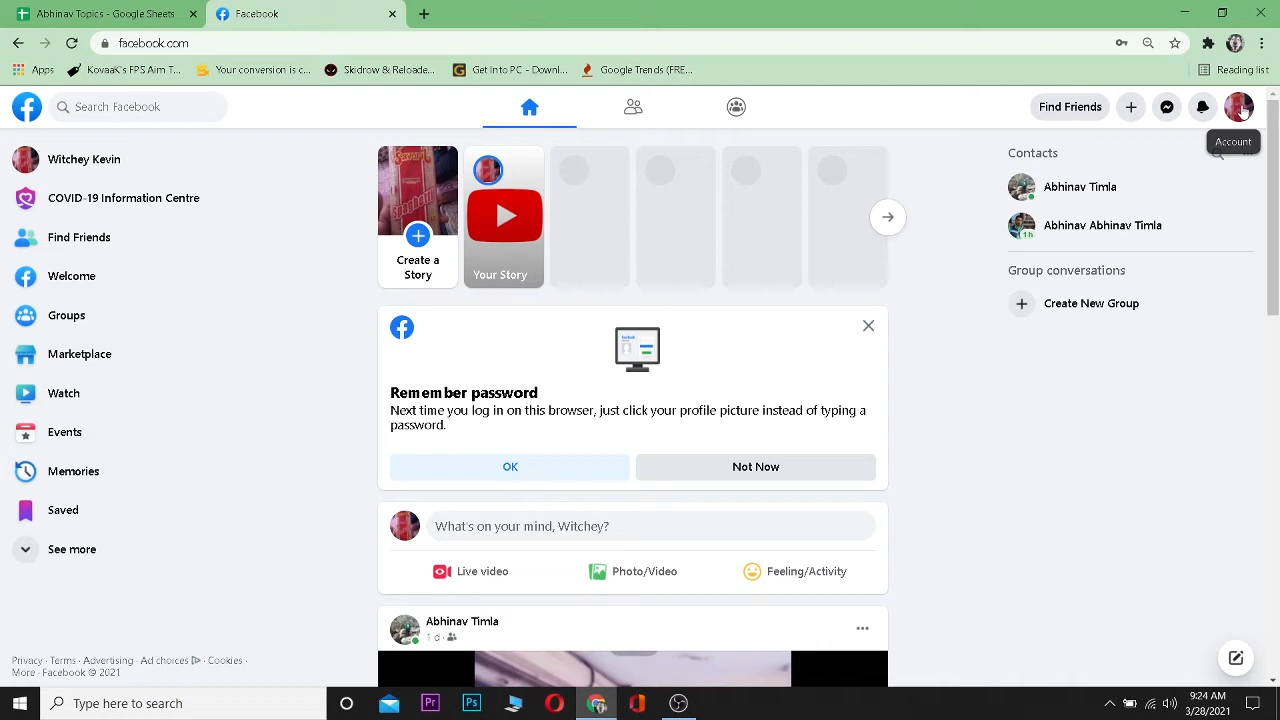 Abhinav Timla - Google Sheets
Facebook
facebook.com
Apps
KovaaK's FPS Aim T...
Your conversion is c...
Skidrow & Reloade...
Get Into PC - Downl...
Google Trends (FRE...
Reading list
Search Facebook
Find Friends
Account
Witchey Kevin
COVID-19 Information Centre
Find Friends
Welcome
Groups
Marketplace
Watch
Events
Memories
Saved
See more
Privacy · Terms · Advertising · Ad choices · Cookies ·
More · Facebook © 2021
Create a
Story
Your Story
Remember password
Next time you log in on this browser, just click your profile picture instead of typing a
password.
OK
Not Now
What's on your mind, Witchey?
Live video
Photo/Video
Feeling/Activity
Abhinav Timla
1 d ·
Contacts
Abhinav Timla
Abhinav Abhinav Timla
1h
Group conversations
Create New Group
Type here to search
Pr
Ps
9:24 AM
3/28/2021